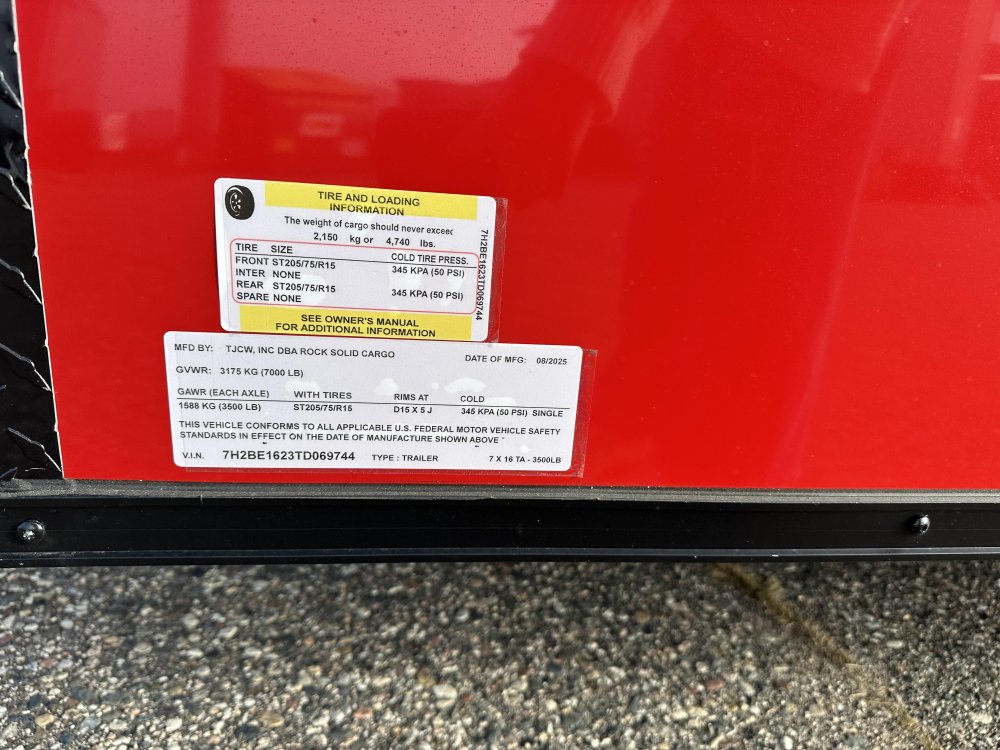 TIRE AND LOADING
INFORMATION
The weight of cargo should never exceed
2,150 kg or 4,740 lbs.
TIRE SIZE COLD TIRE PRESS.
FRONT ST205/75/R15 345 KPA (50 PSI)
INTER NONE
REAR ST205/75/R15 345 KPA (50 PSI)
SPARE NONE
SEE OWNER'S MANUAL
FOR ADDITIONAL INFORMATION
7H2BE1623TD069744
MFD BY: TJCW, INC DBA ROCK SOLID CARGO DATE OF MFG: 08/2025
GVWR: 3175 KG (7000 LB)
GAWR (EACH AXLE) WITH TIRES RIMS AT COLD
1588 KG (3500 LB) ST205/75/R15 D15 X 5 J 345 KPA (50 PSI) SINGLE
THIS VEHICLE CONFORMS TO ALL APPLICABLE U.S. FEDERAL MOTOR VEHICLE SAFETY
STANDARDS IN EFFECT ON THE DATE OF MANUFACTURE SHOWN ABOVE
V.I.N. 7H2BE1623TD069744 TYPE : TRAILER 7 X 16 TA - 3500LB